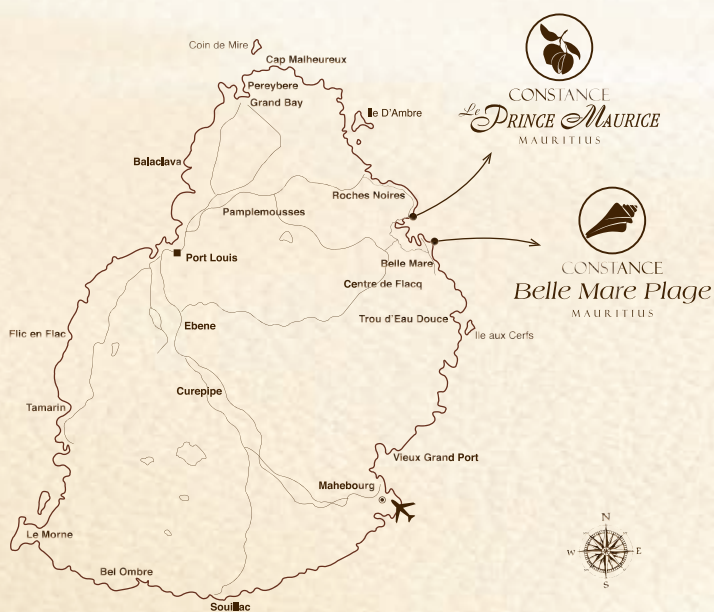 Coin de Mire
Cap Malheureux
Pereybere
Grand Bay
Ile D'Ambre
Balaclava
Roches Noires
Pamplemousses
Port Louis
Belle Mare
Centre de Flacq
Ebene
Trou d'Eau Douce
Ile aux Cerfs
Flic en Flac
Curepipe
Tamarin
Vieux Grand Port
Mahebourg
Le Morne
Bel Ombre
Souillac
CONSTANCE
Le PRINCE MAURICE
MAURITIUS
CONSTANCE
Belle Mare Plage
MAURITIUS
N
W E
S